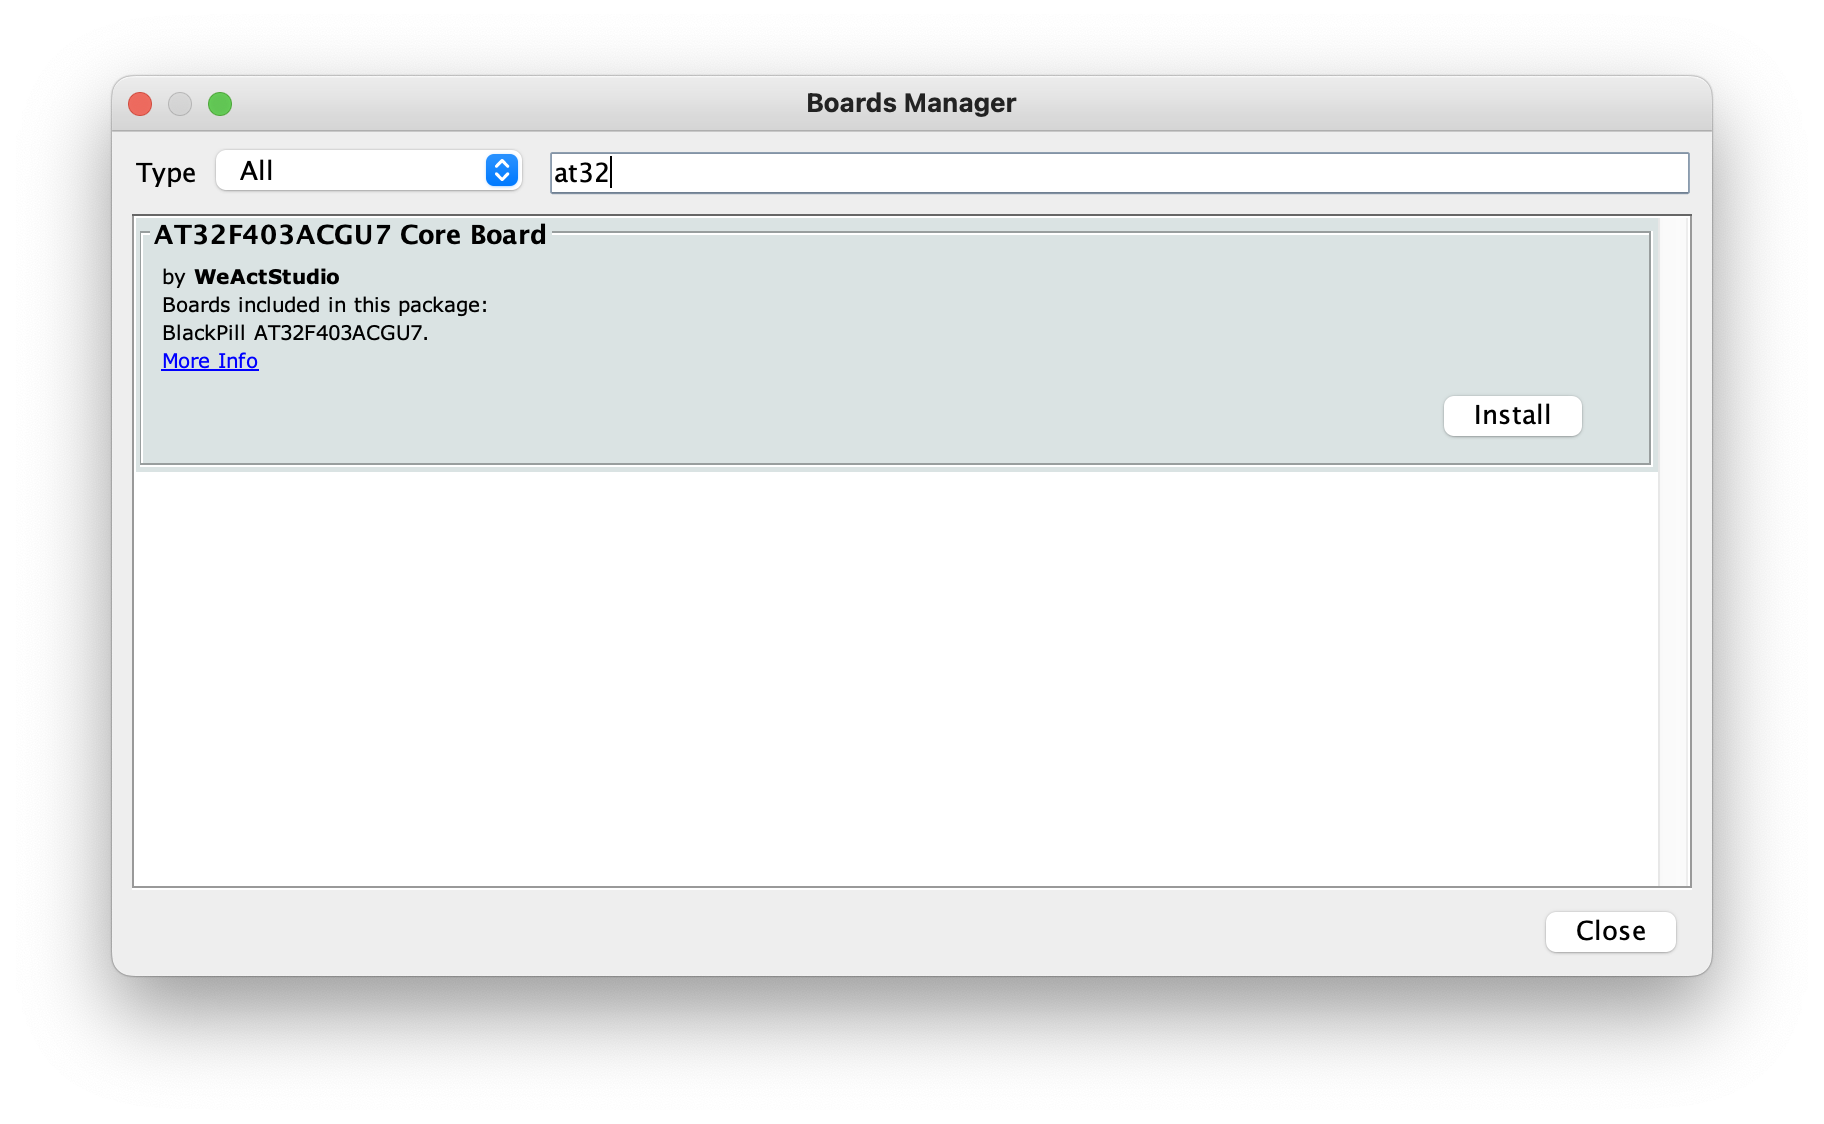 Boards Manager
Type All at32
AT32F403ACGU7 Core Board
by WeActStudio
Boards included in this package:
BlackPill AT32F403ACGU7.
More Info
Install
Close